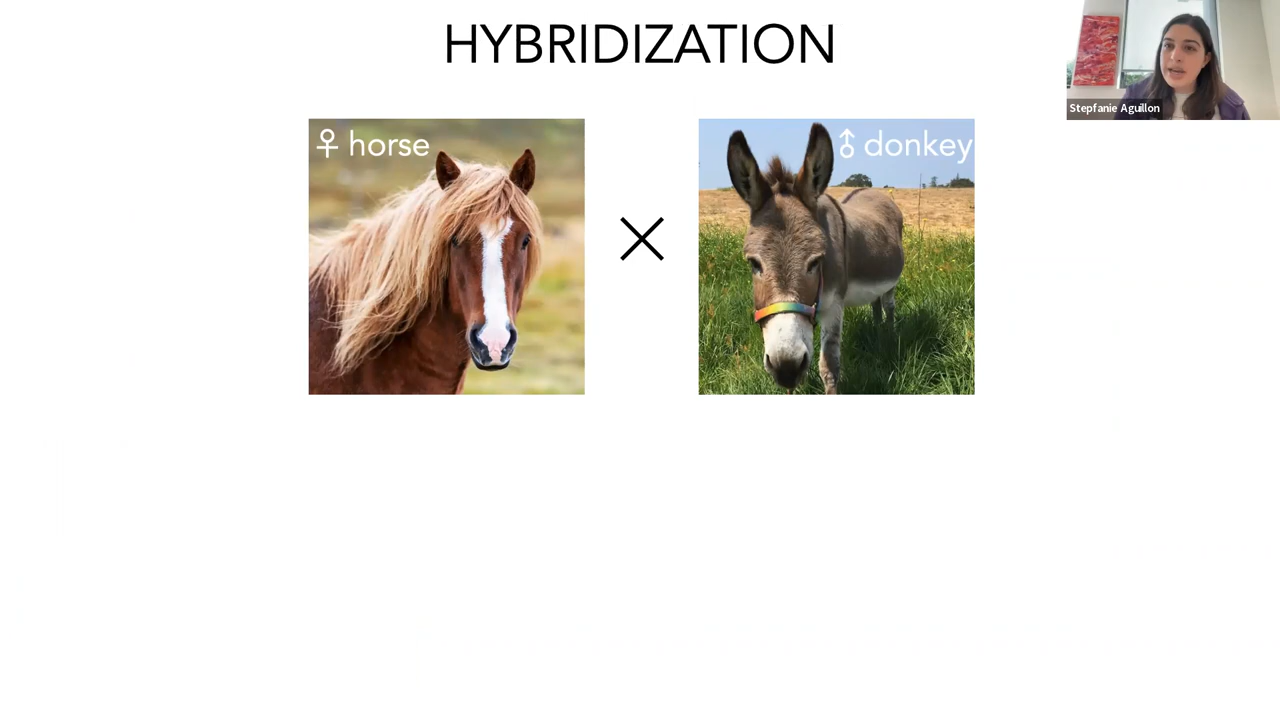 HYBRIDIZATION
Stepfanie Aguillon
♀ horse
♂ donkey
×